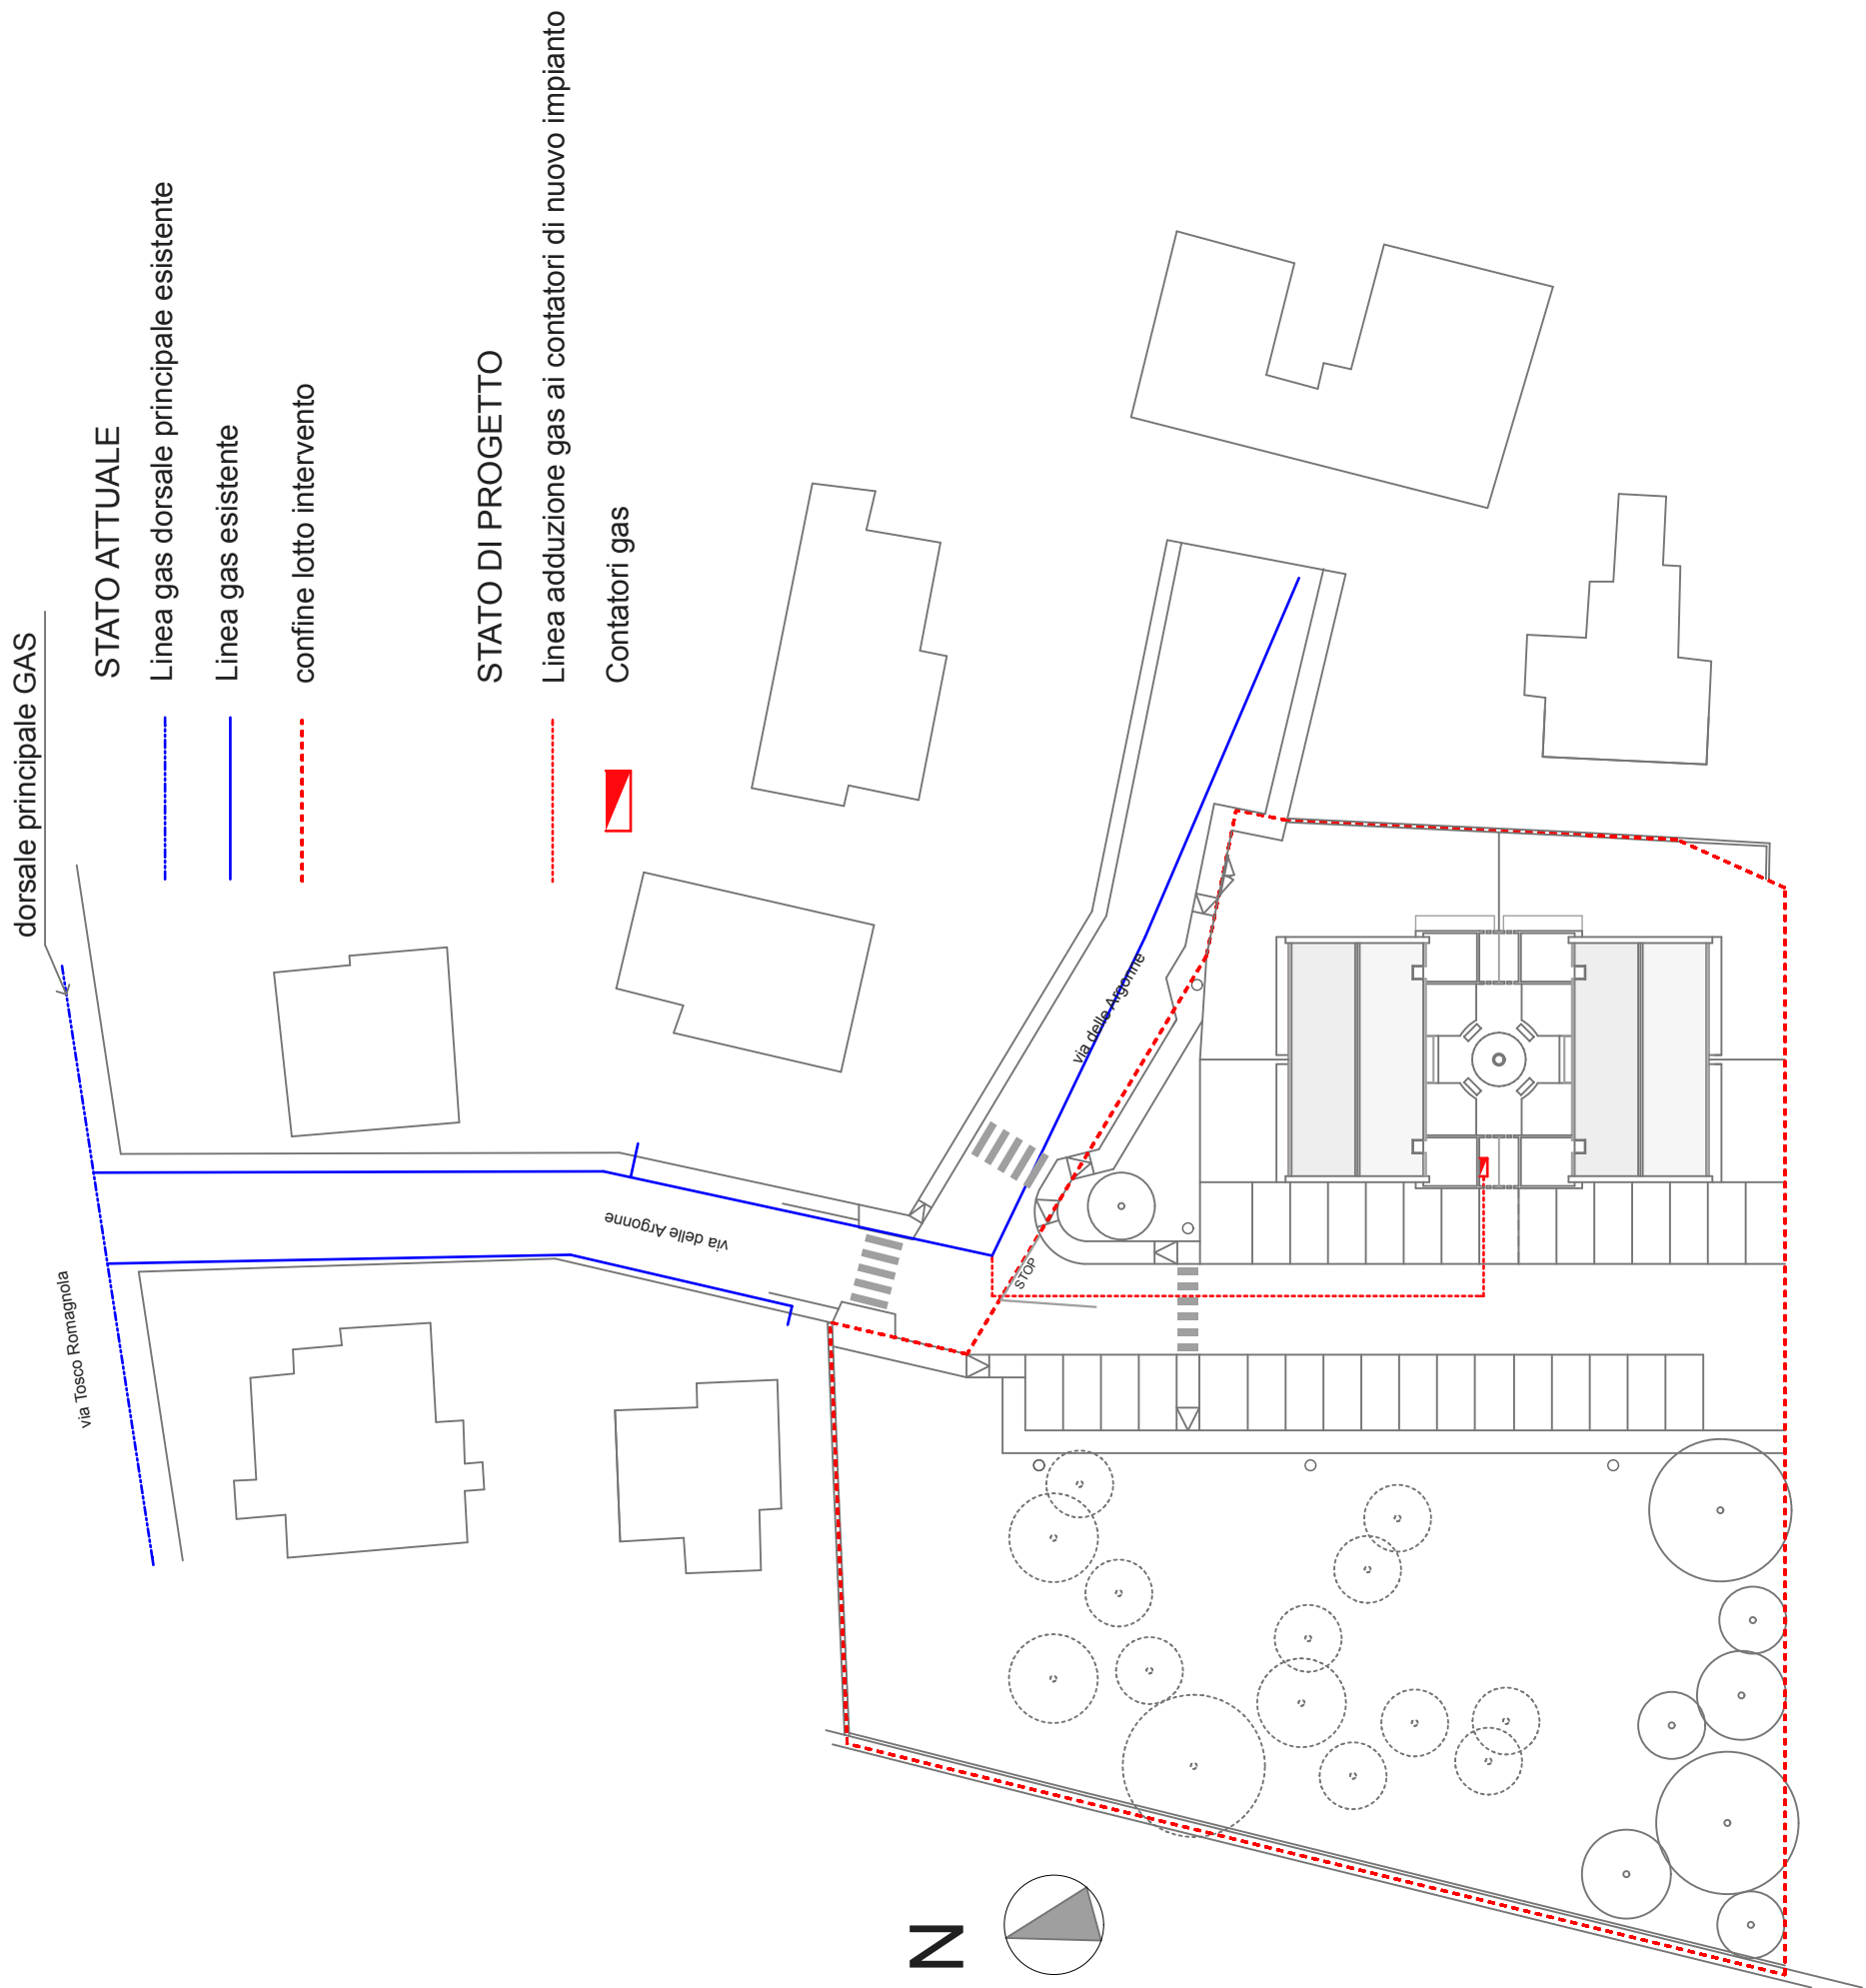 dorsale principale GAS
STATO ATTUALE
Linea gas dorsale principale esistente
Linea gas esistente
confine lotto intervento
STATO DI PROGETTO
Linea adduzione gas ai contatori di nuovo impianto
Contatori gas
via Tosco Romagnola
via delle Argonne
via delle Argonne
STOP
N